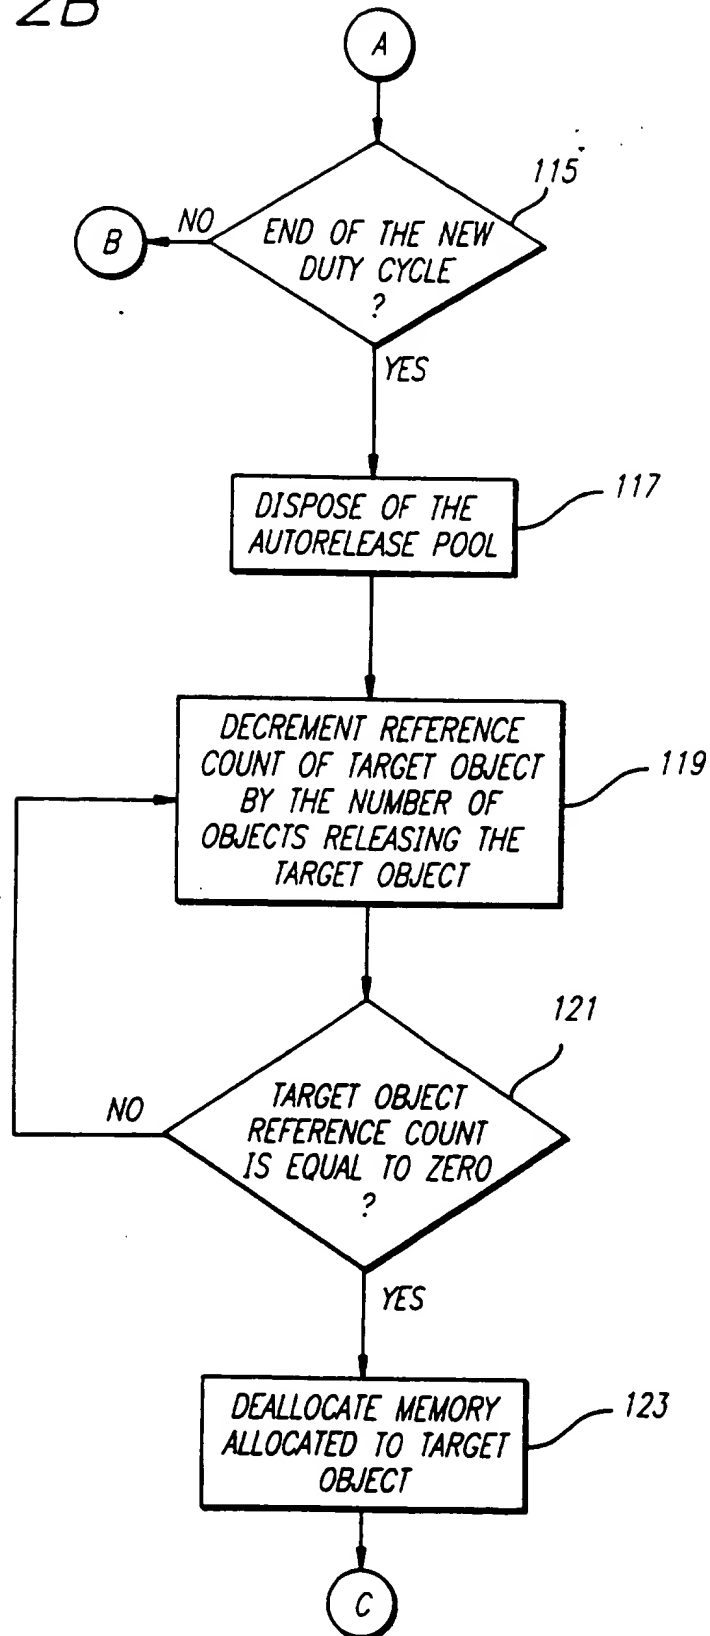 2B
A
115
END OF THE NEW
DUTY CYCLE
?
NO
B
YES
DISPOSE OF THE
AUTORELEASE POOL
117
DECREMENT REFERENCE
COUNT OF TARGET OBJECT
BY THE NUMBER OF
OBJECTS RELEASING THE
TARGET OBJECT
119
121
TARGET OBJECT
REFERENCE COUNT
IS EQUAL TO ZERO
?
NO
YES
DEALLOCATE MEMORY
ALLOCATED TO TARGET
OBJECT
123
C